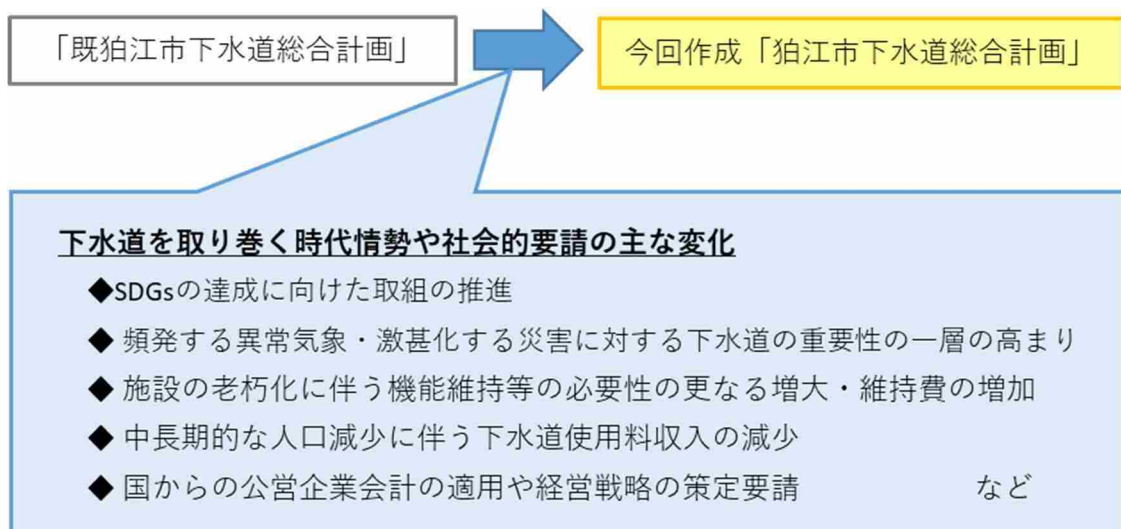 「既狛江市下水道総合計画」
今回作成「狛江市下水道総合計画」
下水道を取り巻く時代情勢や社会的要請の主な変化
◆SDGsの達成に向けた取組の推進
◆ 頻発する異常気象・激甚化する災害に対する下水道の重要性の一層の高まり
◆ 施設の老朽化に伴う機能維持等の必要性の更なる増大・維持費の増加
◆ 中長期的な人口減少に伴う下水道使用料収入の減少
◆ 国からの公営企業会計の適用や経営戦略の策定要請 など